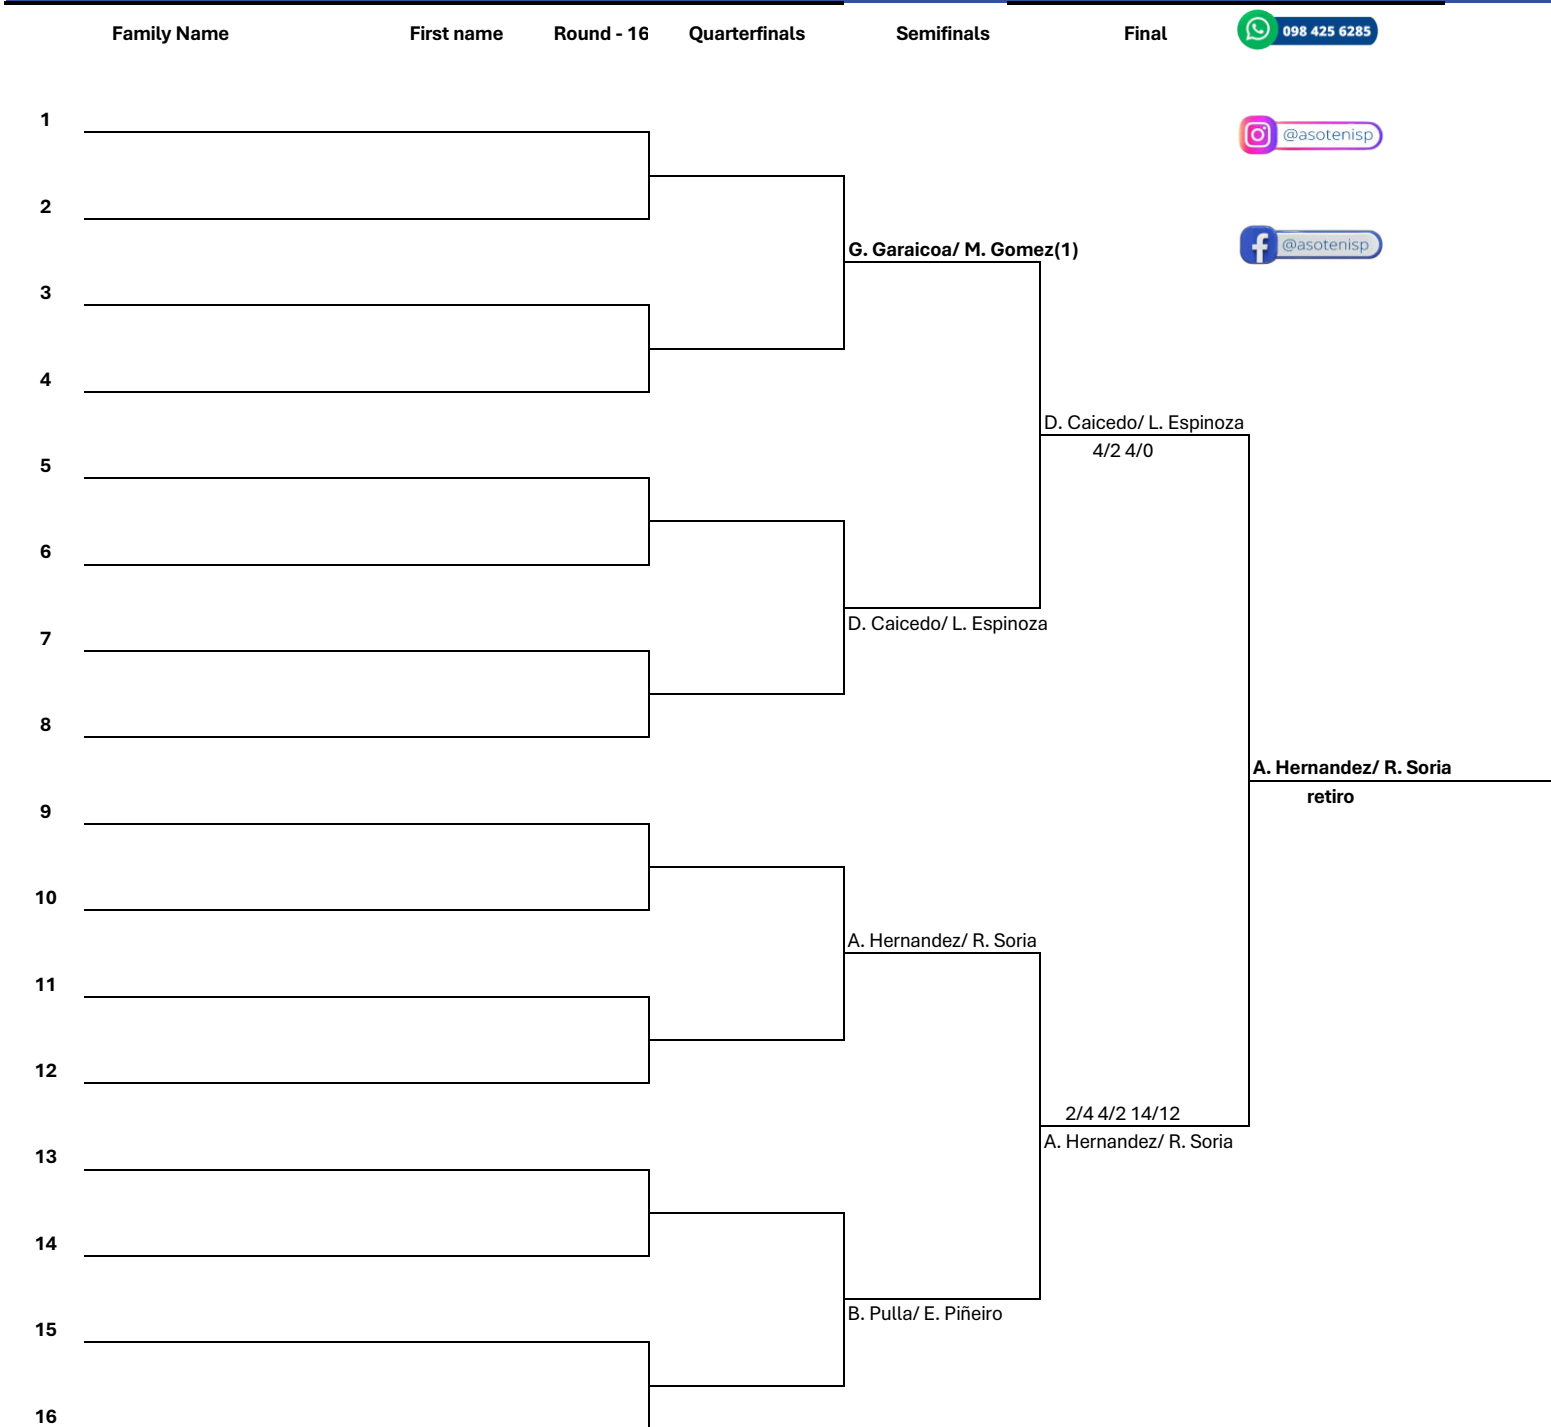 Family Name First name Round - 16 Quarterfinals Semifinals Final 098 425 6285
1
@asotenisp
2
G. Garaicoa/ M. Gomez(1)
@asotenisp
3
4
D. Caicedo/ L. Espinoza
4/2 4/0
5
6
D. Caicedo/ L. Espinoza
7
8
A. Hernandez/ R. Soria
retiro
9
10
A. Hernandez/ R. Soria
11
12
2/4 4/2 14/12
A. Hernandez/ R. Soria
13
14
B. Pulla/ E. Piñeiro
15
16